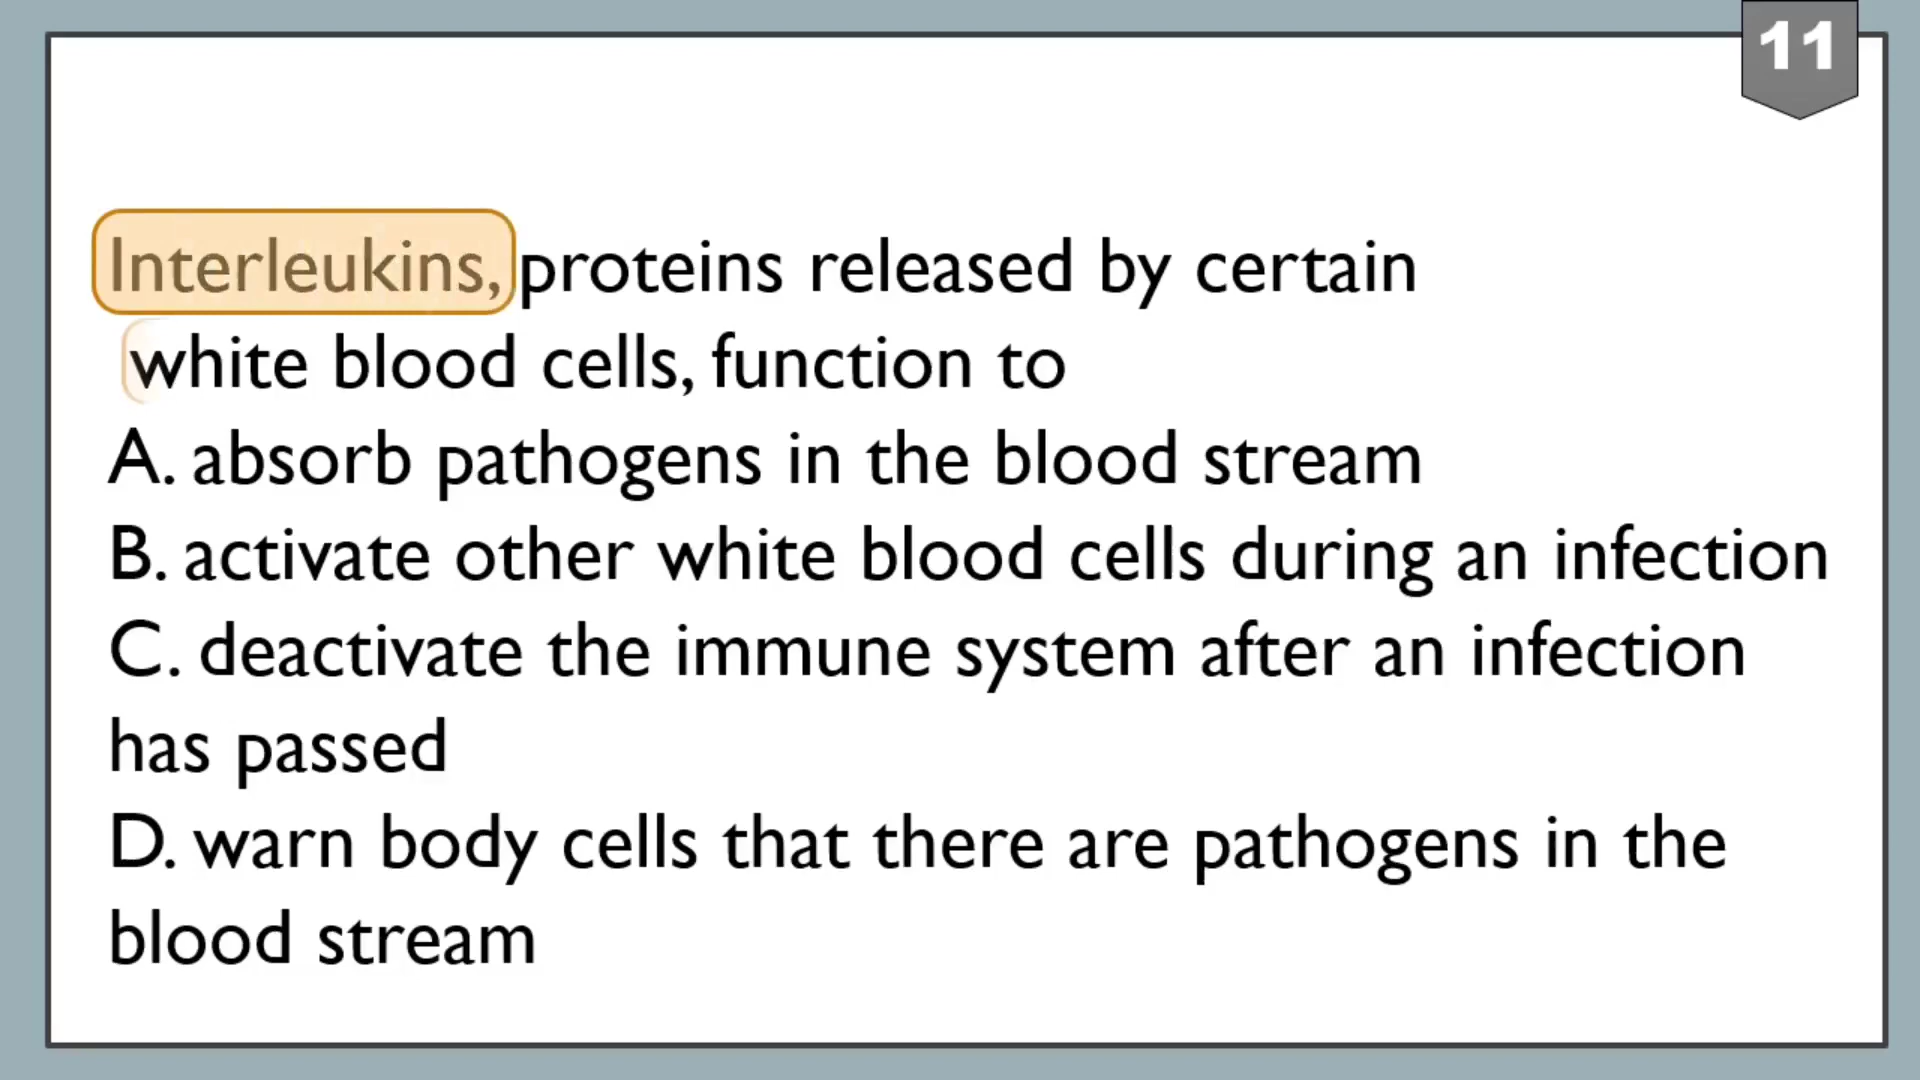 11
Interleukins, proteins released by certain
white blood cells, function to
A. absorb pathogens in the blood stream
B. activate other white blood cells during an infection
C. deactivate the immune system after an infection
has passed
D. warn body cells that there are pathogens in the
blood stream